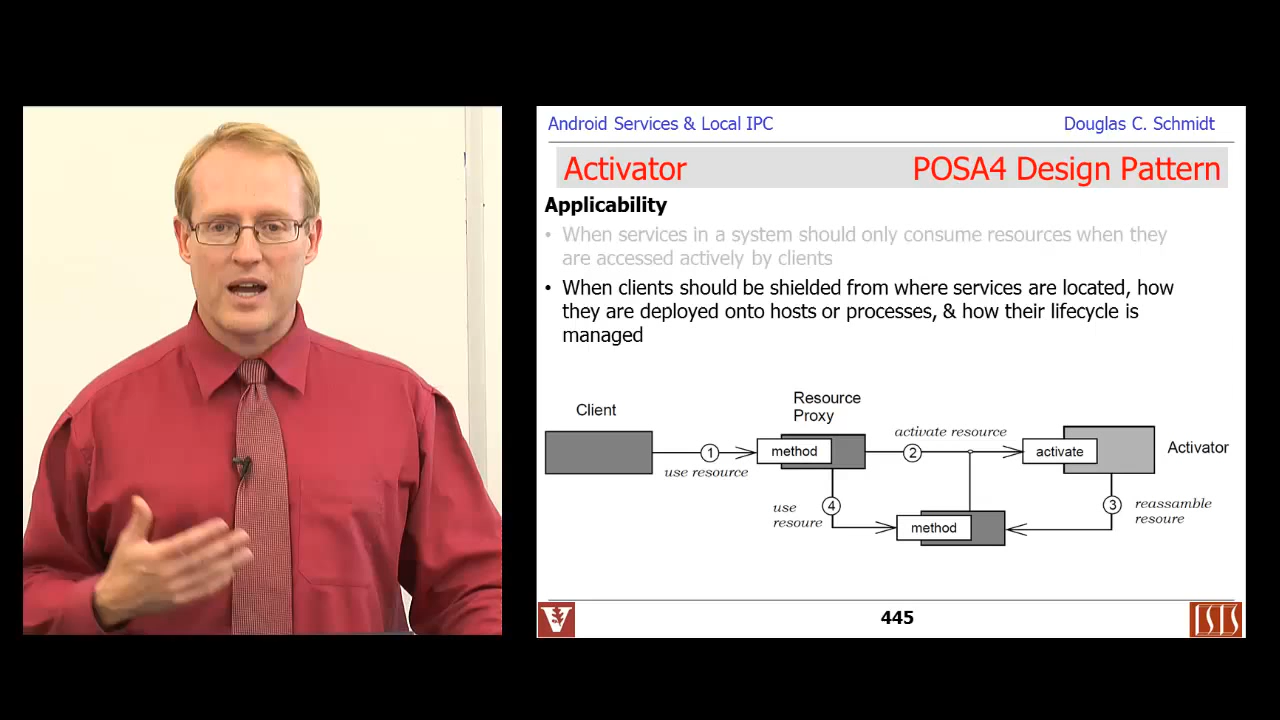 Android Services & Local IPC
Douglas C. Schmidt
Activator
POSA4 Design Pattern
Applicability
• When services in a system should only consume resources when they
are accessed actively by clients
• When clients should be shielded from where services are located, how
they are deployed onto hosts or processes, & how their lifecycle is
managed
Client
Resource
Proxy
activate resource
Activator
method
activate
1
2
use resource
use
resoure
4
method
3
reassamble
resoure
V
445
ISIS